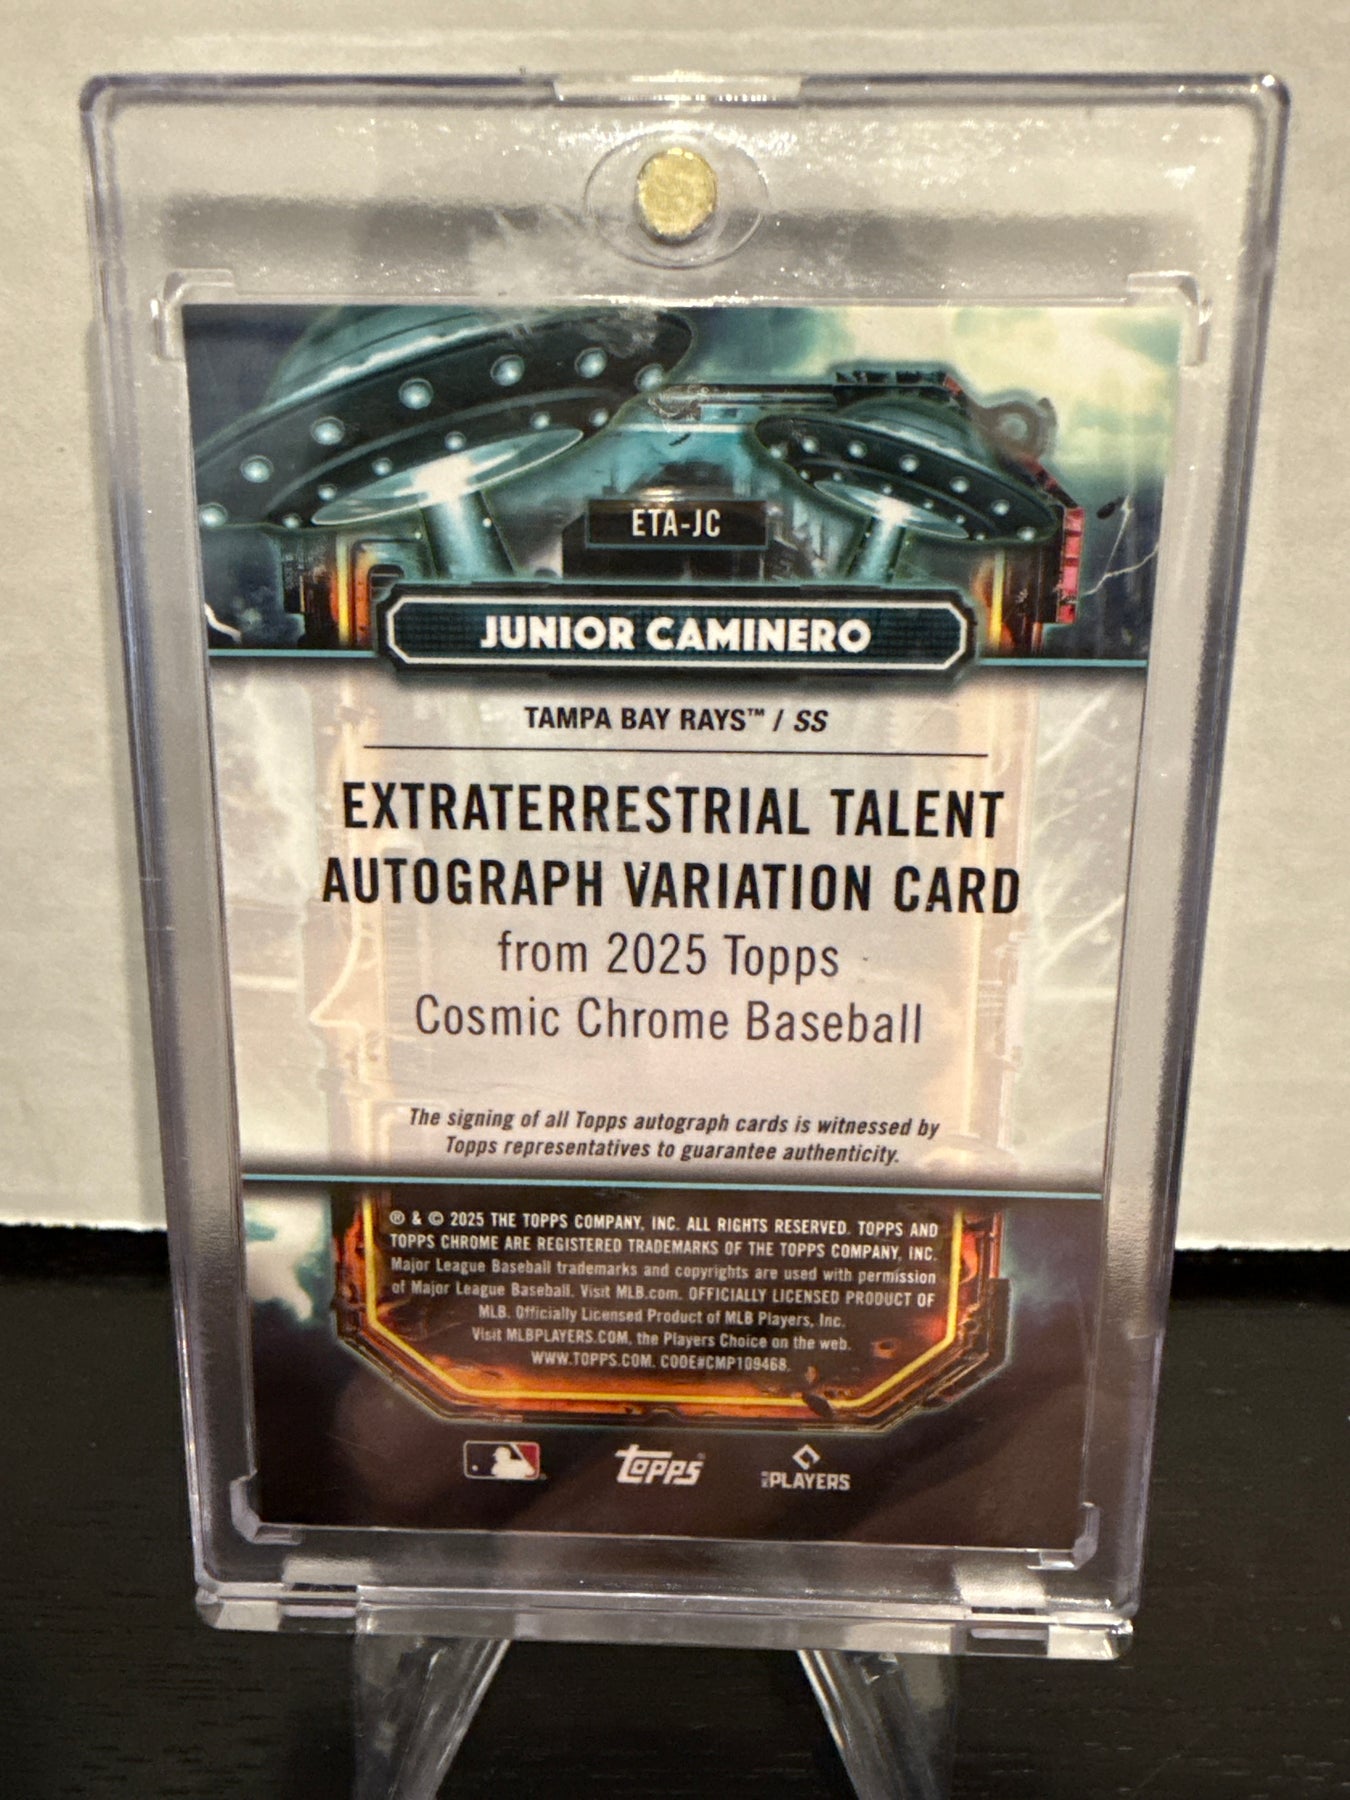 ETA-JC
JUNIOR CAMINERO
TAMPA BAY RAYS™ / SS
EXTRATERRESTRIAL TALENT
AUTOGRAPH VARIATION CARD
from 2025 Topps
Cosmic Chrome Baseball
The signing of all Topps autograph cards is witnessed by
Topps representatives to guarantee authenticity.
® & © 2025 THE TOPPS COMPANY, INC. ALL RIGHTS RESERVED. TOPPS AND
TOPPS CHROME ARE REGISTERED TRADEMARKS OF THE TOPPS COMPANY, INC.
Major League Baseball trademarks and copyrights are used with permission
of Major League Baseball. Visit MLB.com. OFFICIALLY LICENSED PRODUCT OF
MLB. Officially Licensed Product of MLB Players, Inc.
Visit MLBPLAYERS.COM, the Players Choice on the web.
WWW.TOPPS.COM. CODE#CMP109468.
Topps
MLB PLAYERS